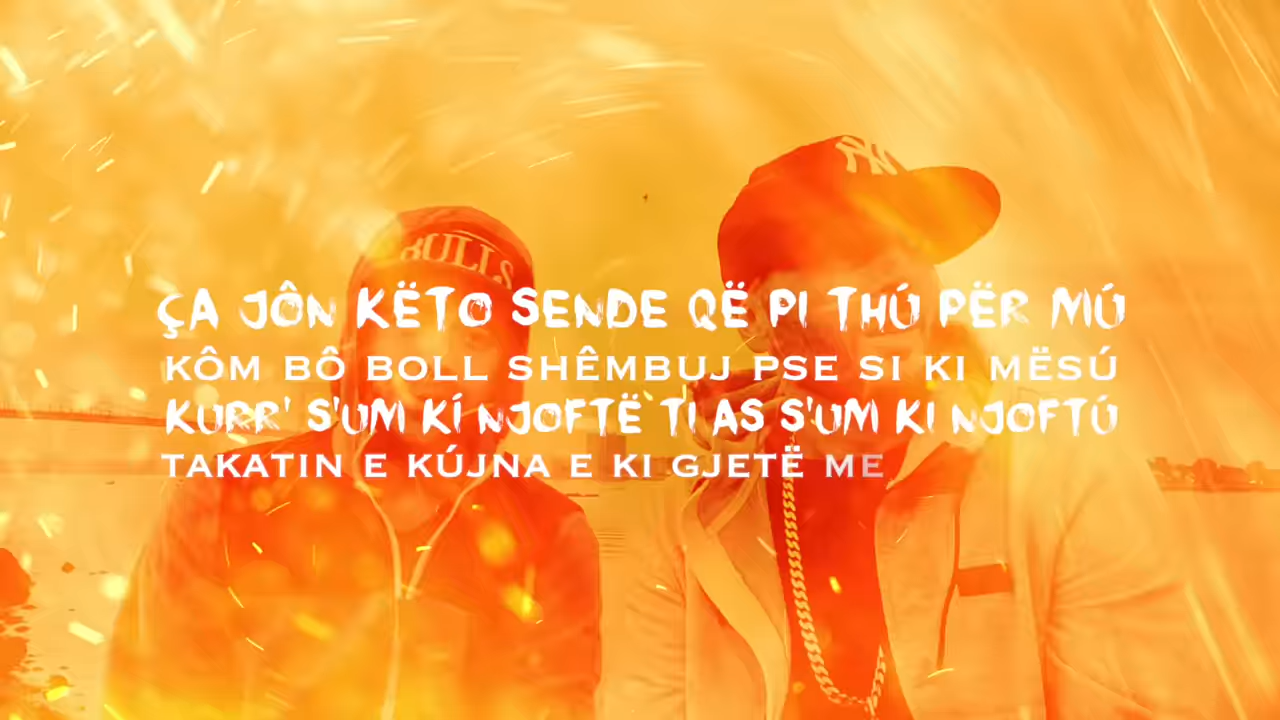 BULLS
ÇA JÔN KËTO SENDE QË PI THÚ PËR MÚ
KÔM BÔ BOLL SHÊMBUJ PSE SI KI MËSÚ
KURR' S'UM KÍ NJOFTË TI AS S'UM KI NJOFTÚ
TAKATIN E KÚJNA E KI GJETË ME